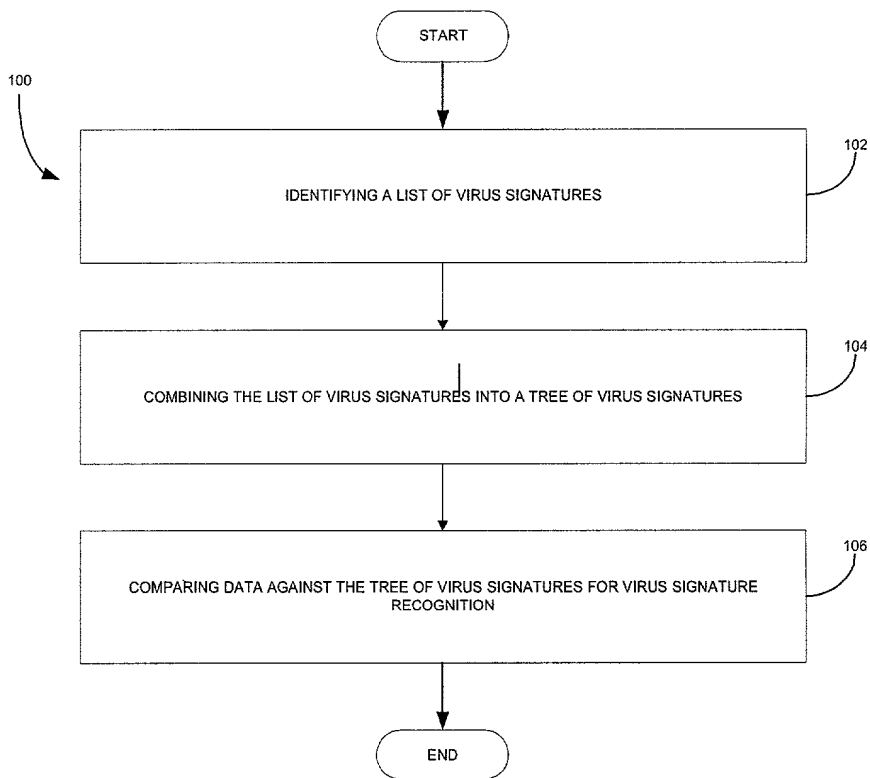 START
100
102
IDENTIFYING A LIST OF VIRUS SIGNATURES
104
COMBINING THE LIST OF VIRUS SIGNATURES INTO A TREE OF VIRUS SIGNATURES
106
COMPARING DATA AGAINST THE TREE OF VIRUS SIGNATURES FOR VIRUS SIGNATURE
RECOGNITION
END